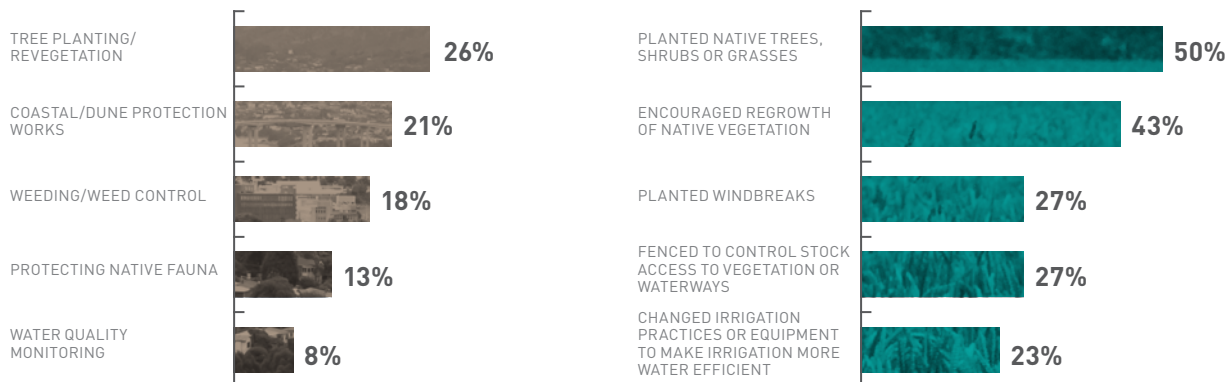 TREE PLANTING/
REVEGETATION
26%
COASTAL/DUNE PROTECTION
WORKS
21%
WEEDING/WEED CONTROL
18%
PROTECTING NATIVE FAUNA
13%
WATER QUALITY
MONITORING
8%
PLANTED NATIVE TREES,
SHRUBS OR GRASSES
50%
ENCOURAGED REGROWTH
OF NATIVE VEGETATION
43%
PLANTED WINDBREAKS
27%
FENCED TO CONTROL STOCK
ACCESS TO VEGETATION OR
WATERWAYS
27%
CHANGED IRRIGATION
PRACTICES OR EQUIPMENT
TO MAKE IRRIGATION MORE
WATER EFFICIENT
23%